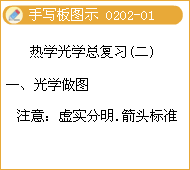 手写板图示 0202-01
热学光学总复习(二)
一、光学做图
注意：虚实分明.箭头标准